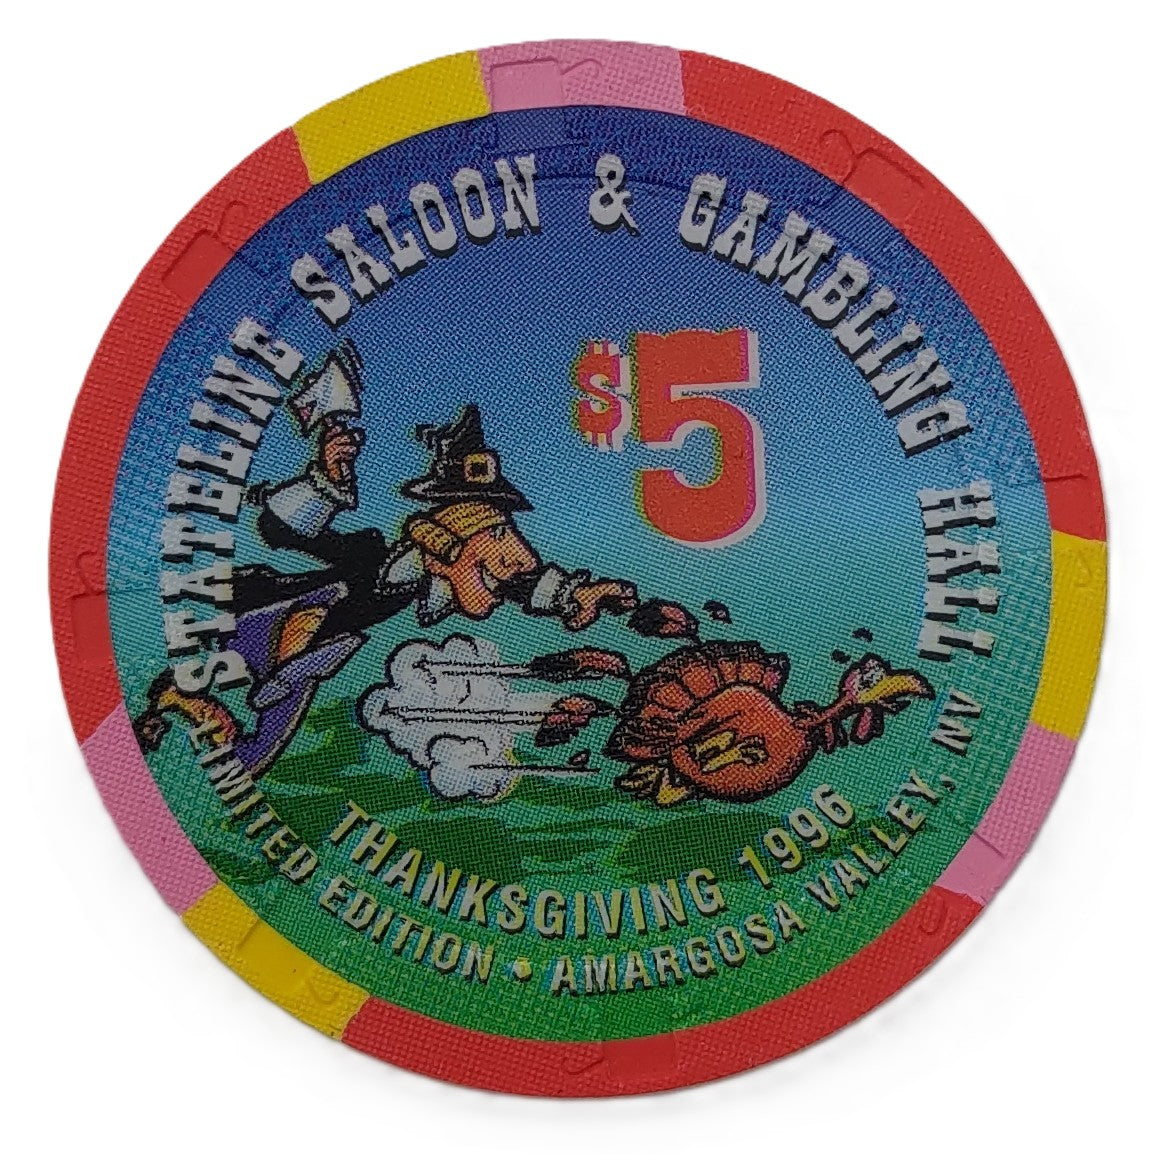 STATELINE SALOON & GAMBLING HALL
$5
THANKSGIVING 1996
LIMITED EDITION • AMARGOSA VALLEY, NV